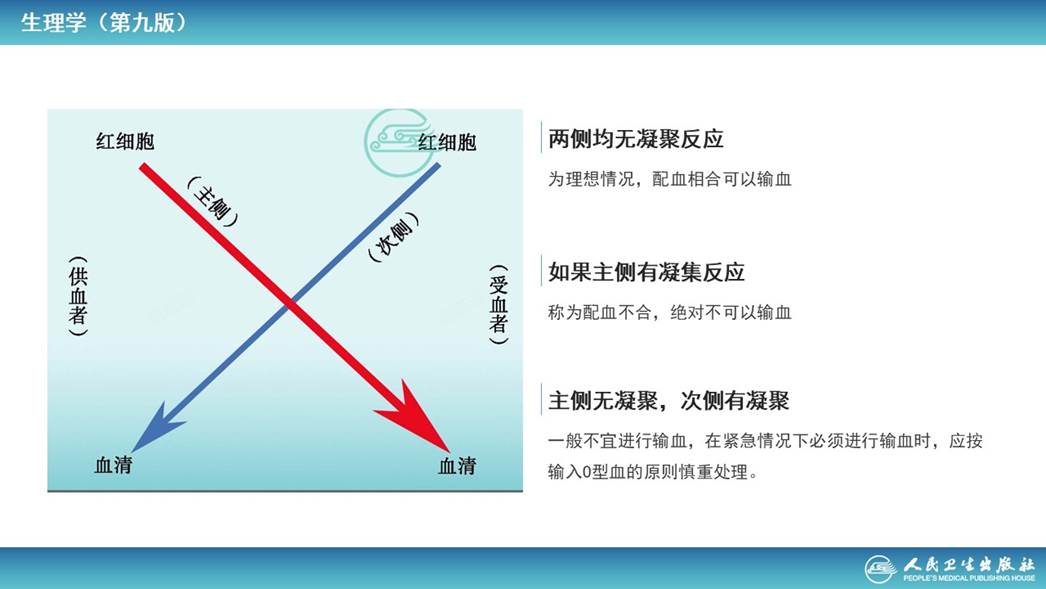 生理学（第九版）
红细胞
红细胞
（主侧）
（次侧）
（供血者）
（受血者）
血清
血清
两侧均无凝聚反应
为理想情况，配血相合可以输血
如果主侧有凝集反应
称为配血不合，绝对不可以输血
主侧无凝聚，次侧有凝聚
一般不宜进行输血，在紧急情况下必须进行输血时，应按
输入O型血的原则慎重处理。
人民卫生出版社
PEOPLE'S MEDICAL PUBLISHING HOUSE